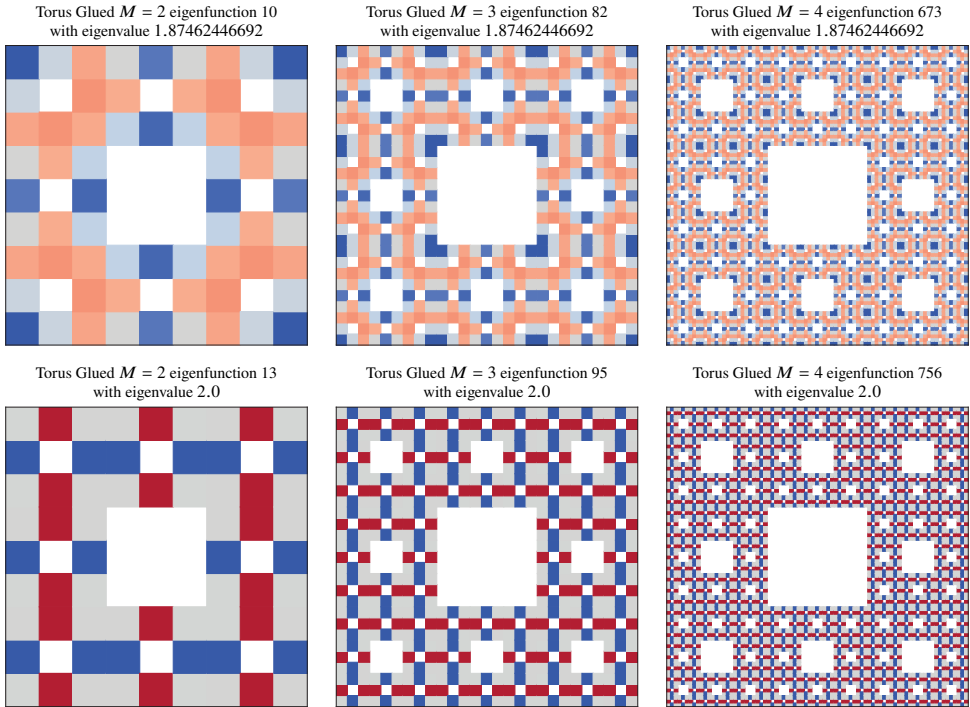 Torus Glued M = 2 eigenfunction 10
with eigenvalue 1.87462446692
Torus Glued M = 3 eigenfunction 82
with eigenvalue 1.87462446692
Torus Glued M = 4 eigenfunction 673
with eigenvalue 1.87462446692
Torus Glued M = 2 eigenfunction 13
with eigenvalue 2.0
Torus Glued M = 3 eigenfunction 95
with eigenvalue 2.0
Torus Glued M = 4 eigenfunction 756
with eigenvalue 2.0